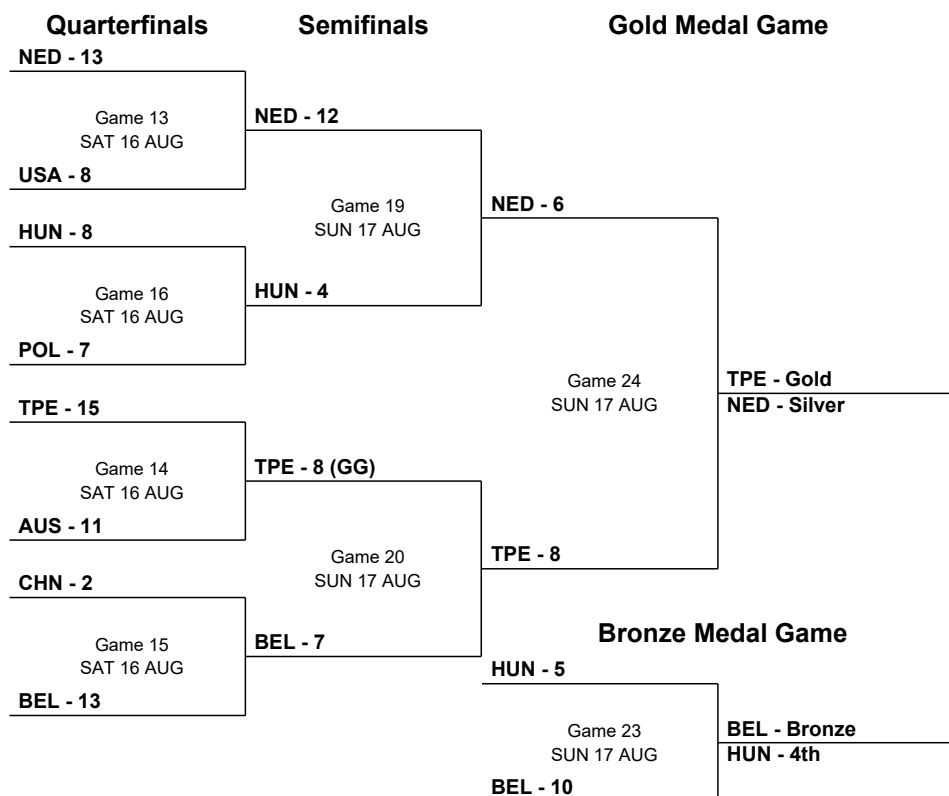 Quarterfinals Semifinals Gold Medal Game
NED - 13
Game 13
SAT 16 AUG
USA - 8
HUN - 8
Game 16
SAT 16 AUG
POL - 7
TPE - 15
Game 14
SAT 16 AUG
AUS - 11
CHN - 2
Game 15
SAT 16 AUG
BEL - 13
NED - 12
Game 19
SUN 17 AUG
HUN - 4
TPE - 8 (GG)
Game 20
SUN 17 AUG
BEL - 7
NED - 6
Game 24
SUN 17 AUG
TPE - 8
TPE - Gold
NED - Silver
Bronze Medal Game
HUN - 5
Game 23
SUN 17 AUG
BEL - 10
BEL - Bronze
HUN - 4th